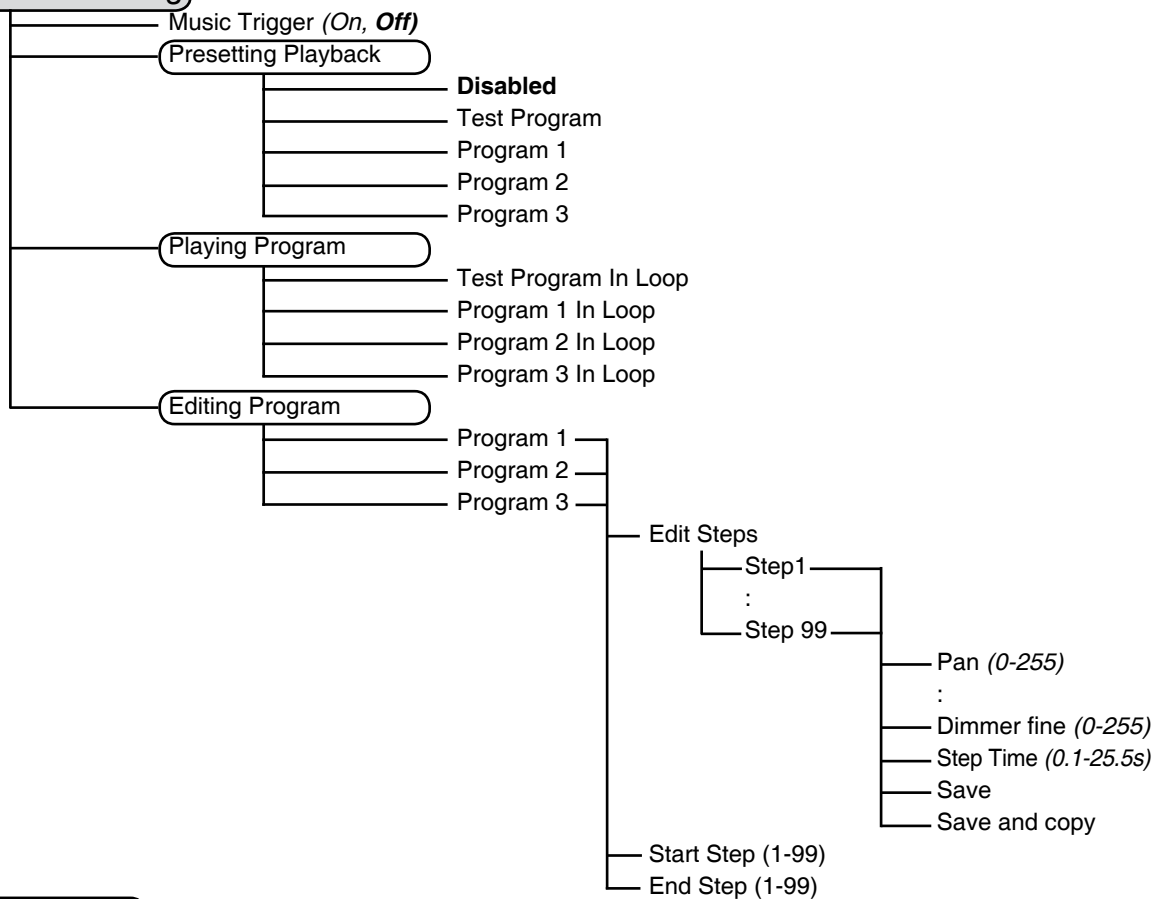 Music Trigger (On, Off)
Presetting Playback
Disabled
Test Program
Program 1
Program 2
Program 3
Playing Program
Test Program In Loop
Program 1 In Loop
Program 2 In Loop
Program 3 In Loop
Editing Program
Program 1
Program 2
Program 3
Edit Steps
Step1
:
Step 99
Pan (0-255)
:
Dimmer fine (0-255)
Step Time (0.1-25.5s)
Save
Save and copy
Start Step (1-99)
End Step (1-99)